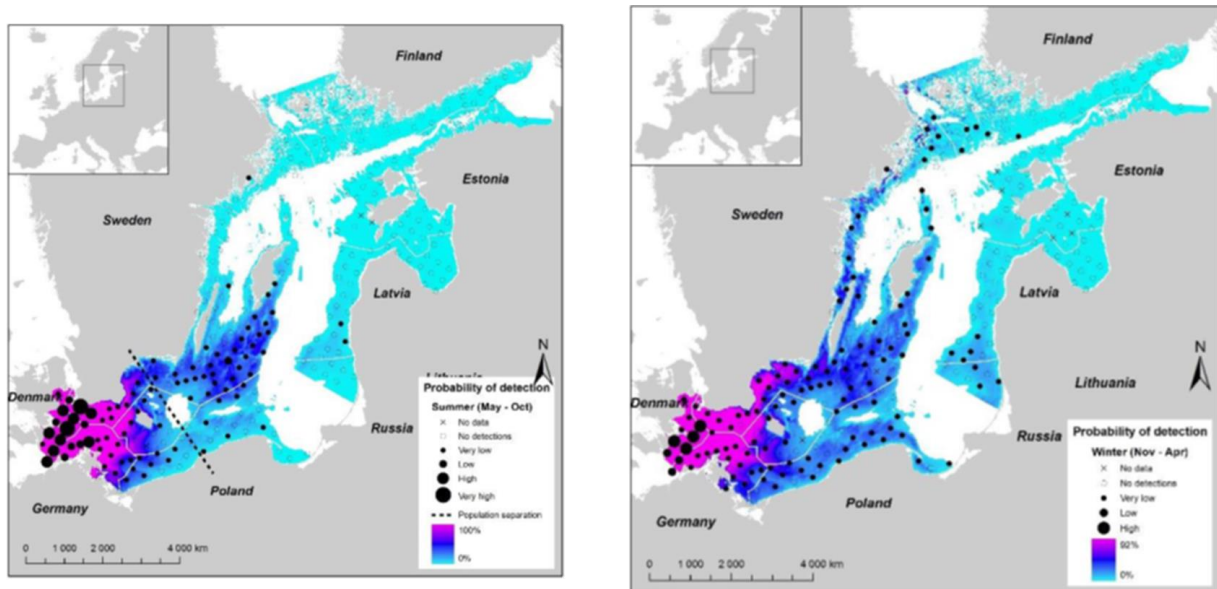 Finland
Estonia
Sweden
Latvia
N
Lithuania
Denmark
Russia
Poland
Germany
Probability of detection
Summer (May - Oct)
No data
No detections
Very low
Low
High
Very high
Population separation
100%
0%
0 1 000 2 000 4 000 km
Finland
Estonia
Sweden
Latvia
N
Lithuania
Denmark
Russia
Poland
Germany
Probability of detection
Winter (Nov - Apr)
No data
No detections
Very low
Low
High
92%
0%
0 1 000 2 000 4 000 km